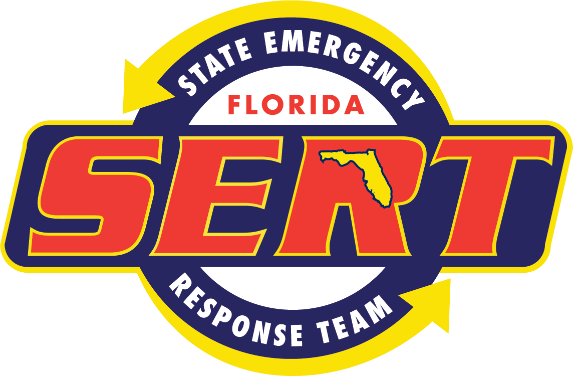 STATE EMERGENCY
FLORIDA
SERT
RESPONSE TEAM